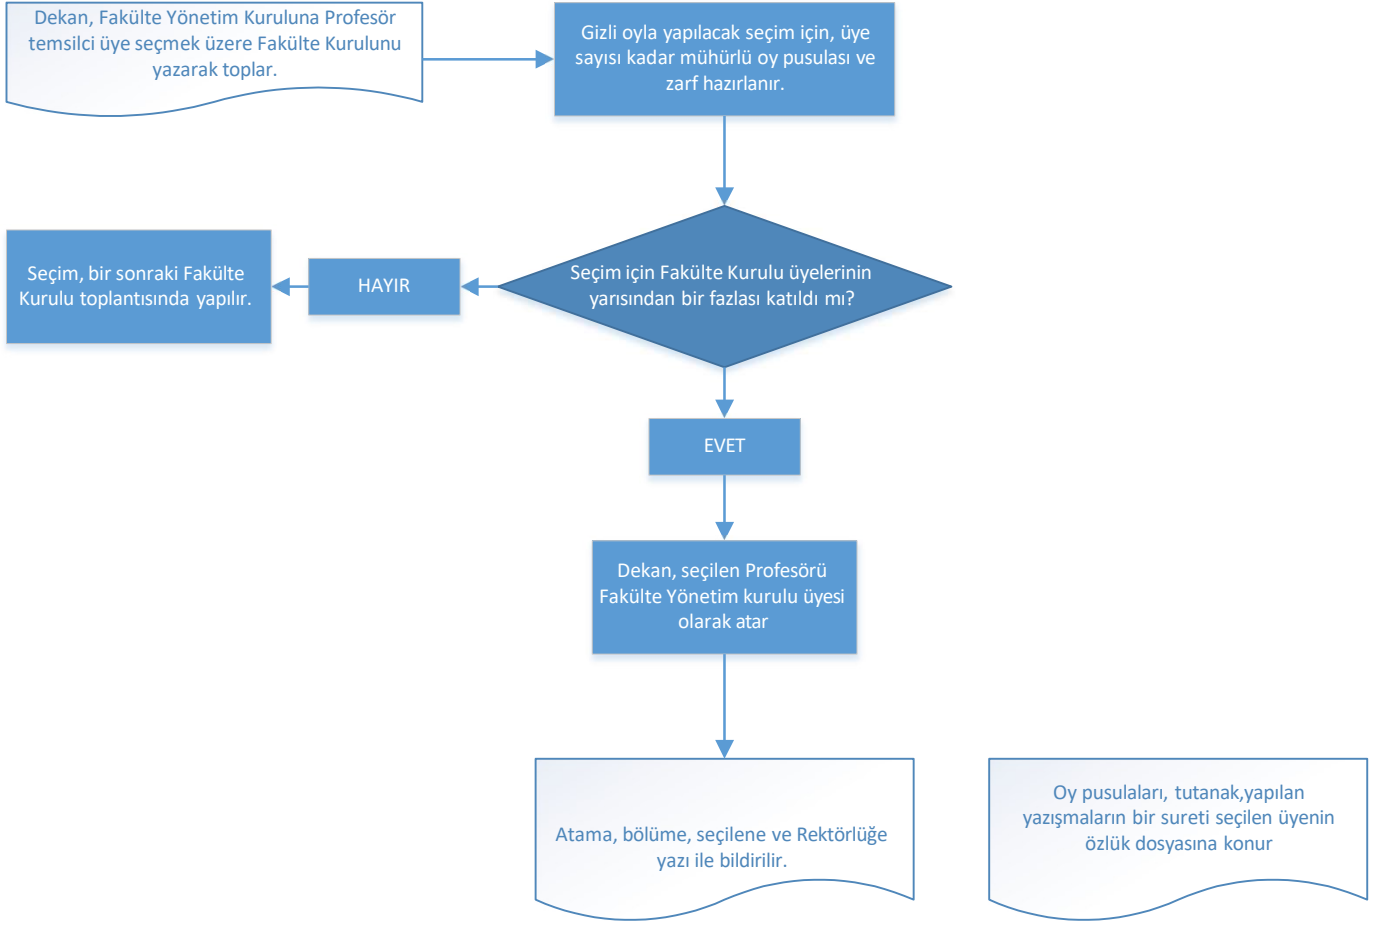 Dekan, Fakülte Yönetim Kuruluna Profesör
temsilci üye seçmek üzere Fakülte Kurulunu
yazarak toplar.
Gizli oyla yapılacak seçim için, üye
sayısı kadar mühürlü oy pusulası ve
zarf hazırlanır.
Seçim, bir sonraki Fakülte
Kurulu toplantısında yapılır.
HAYIR
Seçim için Fakülte Kurulu üyelerinin
yarısından bir fazlası katıldı mı?
EVET
Dekan, seçilen Profesörü
Fakülte Yönetim kurulu üyesi
olarak atar
Atama, bölüme, seçilene ve Rektörlüğe
yazı ile bildirilir.
Oy pusulaları, tutanak,yapılan
yazışmaların bir sureti seçilen üyenin
özlük dosyasına konur